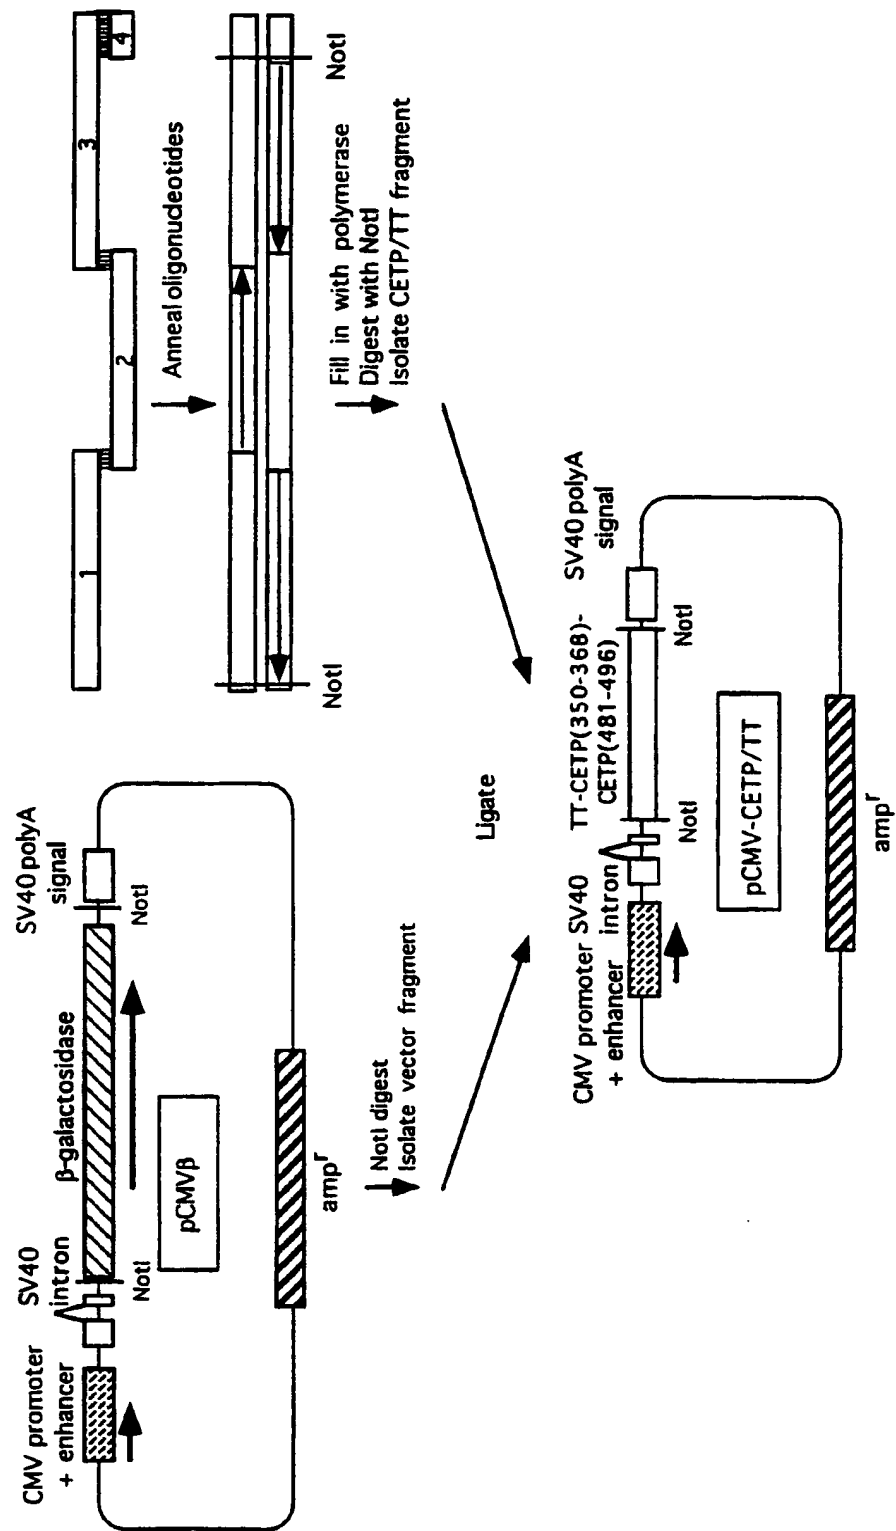 CMV promoter
+ enhancer
SV40
intron
β-galactosidase
SV40 polyA
signal
NotI
NotI
pCMVβ
amp^r
NotI digest
Isolate vector fragment
1
2
3
4
Anneal oligonudeotides
NotI
NotI
Fill in with polymerase
Digest with NotI
Isolate CETP/TT fragment
Ligate
CMV promoter
+ enhancer
SV40
intron
TT-CETP(350-368)-
CETP(481-496)
SV40 polyA
signal
NotI
NotI
pCMV-CETP/TT
amp^r